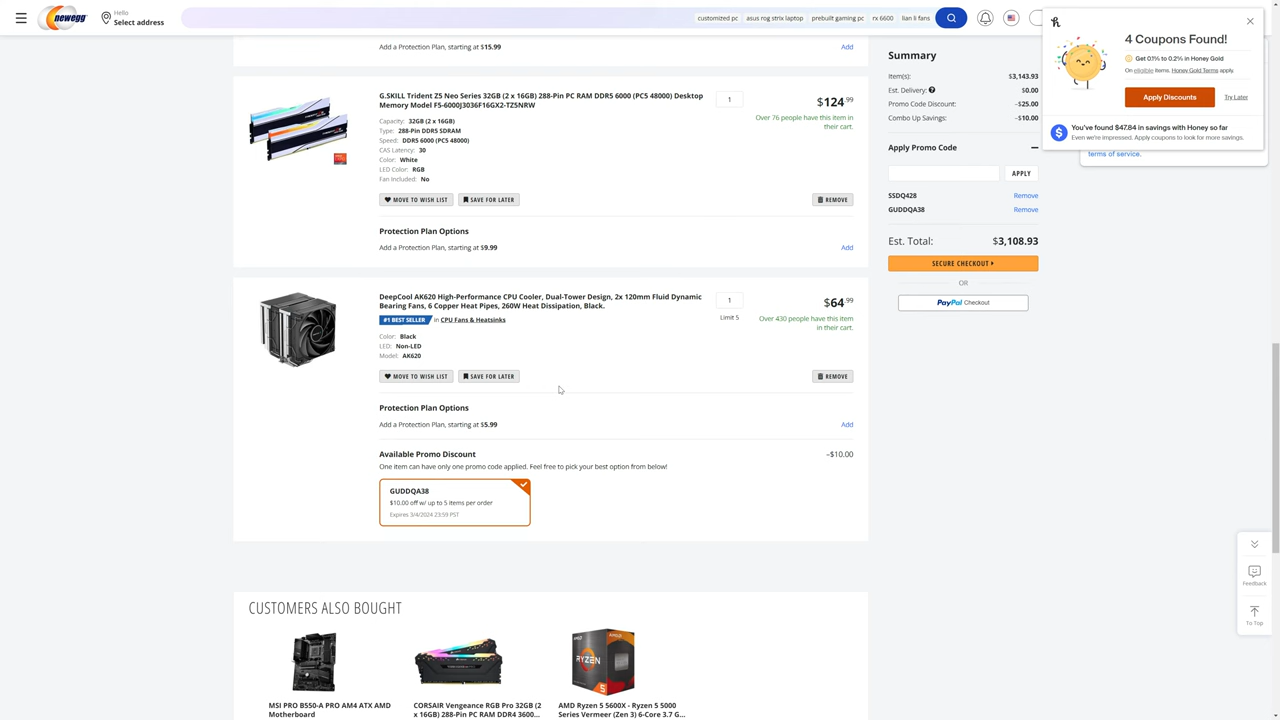 newegg
Hello
Select address
customized pc
asus rog strix laptop
prebuilt gaming pc
rx 6600
lian li fans
4 Coupons Found!
Get 0.1% to 0.2% in Honey Gold
On eligible items. Honey Gold Terms apply.
Apply Discounts
Try Later
You've found $47.84 in savings with Honey so far
Even we're impressed. Apply coupons to look for more savings.
terms of service.
Add a Protection Plan, starting at $15.99
Add
G.SKILL Trident Z5 Neo Series 32GB (2 x 16GB) 288-Pin PC RAM DDR5 6000 (PC5 48000) Desktop
Memory Model F5-6000J3036F16GX2-TZ5NRW
1
$124.99
Over 76 people have this item in
their cart.
Capacity: 32GB (2 x 16GB)
Type: 288-Pin DDR5 SDRAM
Speed: DDR5 6000 (PC5 48000)
CAS Latency: 30
Color: White
LED Color: RGB
Fan Included: No
MOVE TO WISH LIST
SAVE FOR LATER
REMOVE
Protection Plan Options
Add a Protection Plan, starting at $9.99
Add
DeepCool AK620 High-Performance CPU Cooler, Dual-Tower Design, 2x 120mm Fluid Dynamic
Bearing Fans, 6 Copper Heat Pipes, 260W Heat Dissipation, Black.
#1 BEST SELLER in CPU Fans & Heatsinks
1
Limit 5
$64.99
Over 430 people have this item
in their cart.
Color: Black
LED: Non-LED
Model: AK620
MOVE TO WISH LIST
SAVE FOR LATER
REMOVE
Protection Plan Options
Add a Protection Plan, starting at $5.99
Add
Available Promo Discount
–$10.00
One item can have only one promo code applied. Feel free to pick your best option from below!
GUDDQA38
$10.00 off w/ up to 5 items per order
Expires 3/4/2024 23:59 PST
Summary
Item(s): $3,143.93
Est. Delivery: $0.00
Promo Code Discount: –$25.00
Combo Up Savings: –$10.00
Apply Promo Code
APPLY
SSDQ428
Remove
GUDDQA38
Remove
Est. Total: $3,108.93
SECURE CHECKOUT
OR
PayPal Checkout
Feedback
To Top
CUSTOMERS ALSO BOUGHT
RYZEN
5
MSI PRO B550-A PRO AM4 ATX AMD
Motherboard
CORSAIR Vengeance RGB Pro 32GB (2
x 16GB) 288-Pin PC RAM DDR4 3600...
AMD Ryzen 5 5600X - Ryzen 5 5000
Series Vermeer (Zen 3) 6-Core 3.7 G...